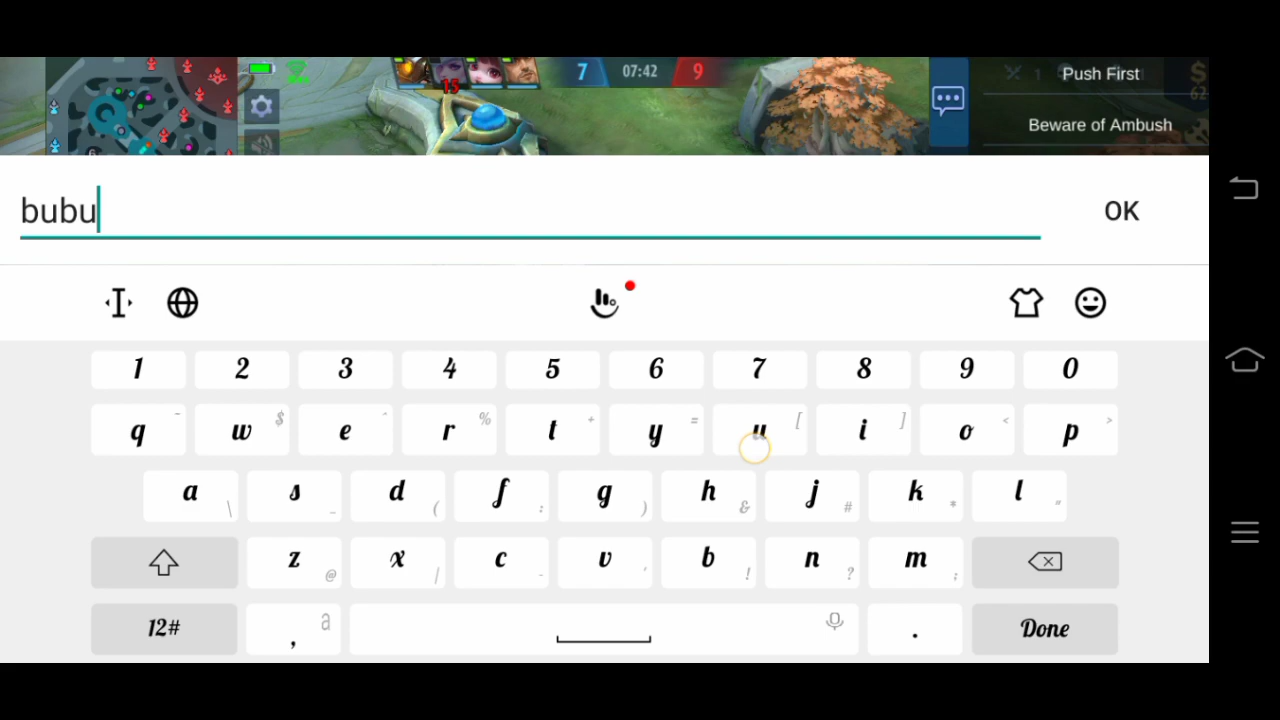 7 07:42 9
15
Push First
Beware of Ambush
bubu
OK
1 2 3 4 5 6 7 8 9 0
q w $ e ^ r % t + y = u [ i ] o < p >
a \ s _ d ( f : g ) h & j # k * l "
z @ x | c - v ' b ! n ? m ;
12# , a . Done